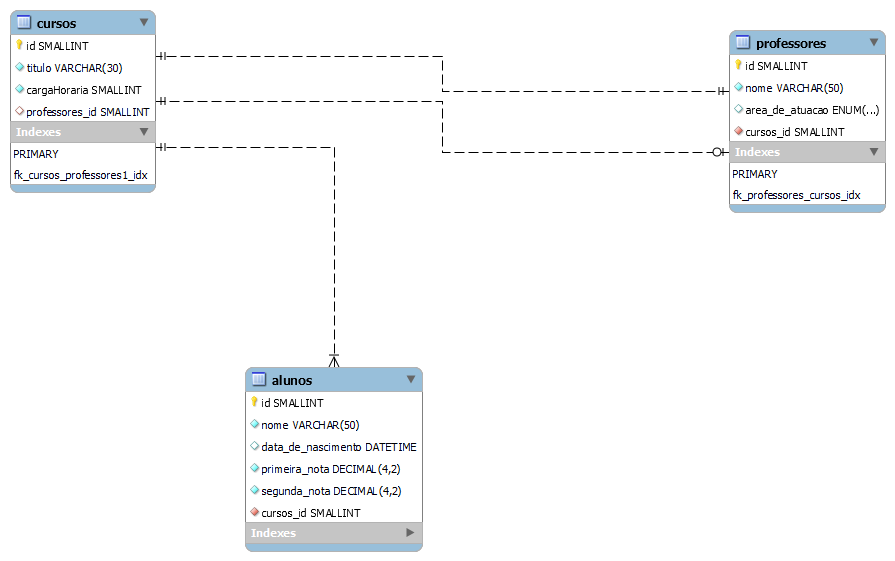 cursos
id SMALLINT
titulo VARCHAR(30)
cargaHoraria SMALLINT
professores_id SMALLINT
Indexes
PRIMARY
fk_cursos_professores1_idx
professores
id SMALLINT
nome VARCHAR(50)
area_de_atuacao ENUM(...)
cursos_id SMALLINT
Indexes
PRIMARY
fk_professores_cursos_idx
alunos
id SMALLINT
nome VARCHAR(50)
data_de_nascimento DATETIME
primeira_nota DECIMAL(4,2)
segunda_nota DECIMAL(4,2)
cursos_id SMALLINT
Indexes